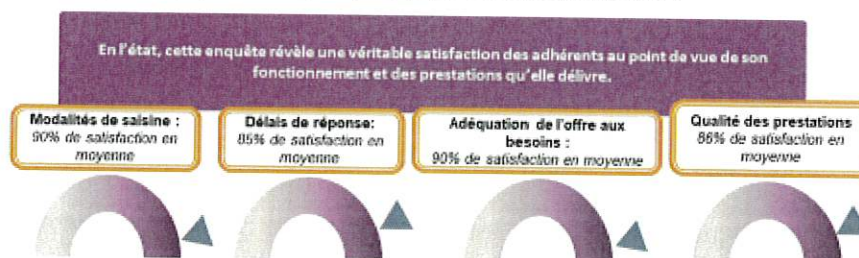 En l'état, cette enquête révèle une véritable satisfaction des adhérents au point de vue de son
fonctionnement et des prestations qu'elle délivre.
Modalités de saisine :
90% de satisfaction en
moyenne
Délais de réponse:
85% de satisfaction en
moyenne
Adéquation de l'offre aux
besoins :
90% de satisfaction en moyenne
Qualité des prestations
86% de satisfaction en
moyenne